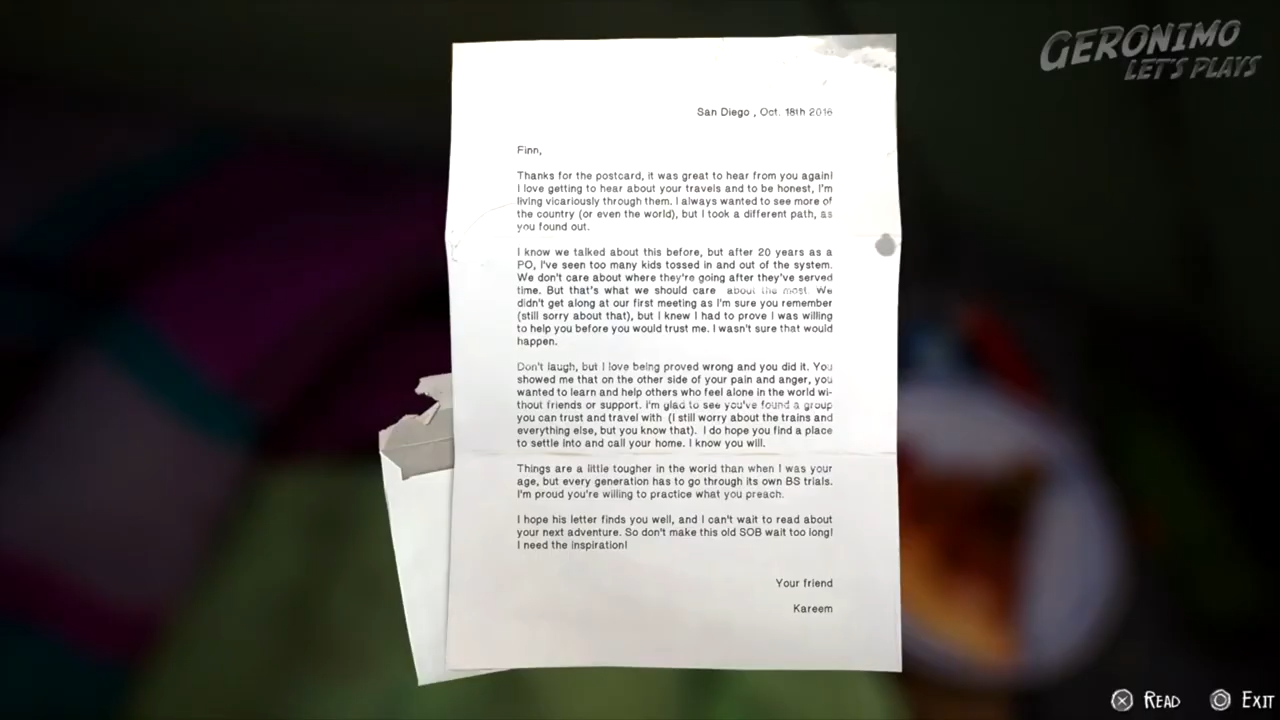 GERONIMO
LET'S PLAYS
San Diego , Oct. 18th 2016
Finn,
Thanks for the postcard, it was great to hear from you again!
I love getting to hear about your travels and to be honest, I'm
living vicariously through them. I always wanted to see more of
the country (or even the world), but I took a different path, as
you found out.
I know we talked about this before, but after 20 years as a
PO, I've seen too many kids tossed in and out of the system.
We don't care about where they're going after they've served
time. But that's what we should care about the most. We
didn't get along at our first meeting as I'm sure you remember
(still sorry about that), but I knew I had to prove I was willing
to help you before you would trust me. I wasn't sure that would
happen.
Don't laugh, but I love being proved wrong and you did it. You
showed me that on the other side of your pain and anger, you
wanted to learn and help others who feel alone in the world wi-
thout friends or support. I'm glad to see you've found a group
you can trust and travel with (I still worry about the trains and
everything else, but you know that). I do hope you find a place
to settle into and call your home. I know you will.
Things are a little tougher in the world than when I was your
age, but every generation has to go through its own BS trials.
I'm proud you're willing to practice what you preach.
I hope his letter finds you well, and I can't wait to read about
your next adventure. So don't make this old SOB wait too long!
I need the inspiration!
Your friend
Kareem
READ EXIT